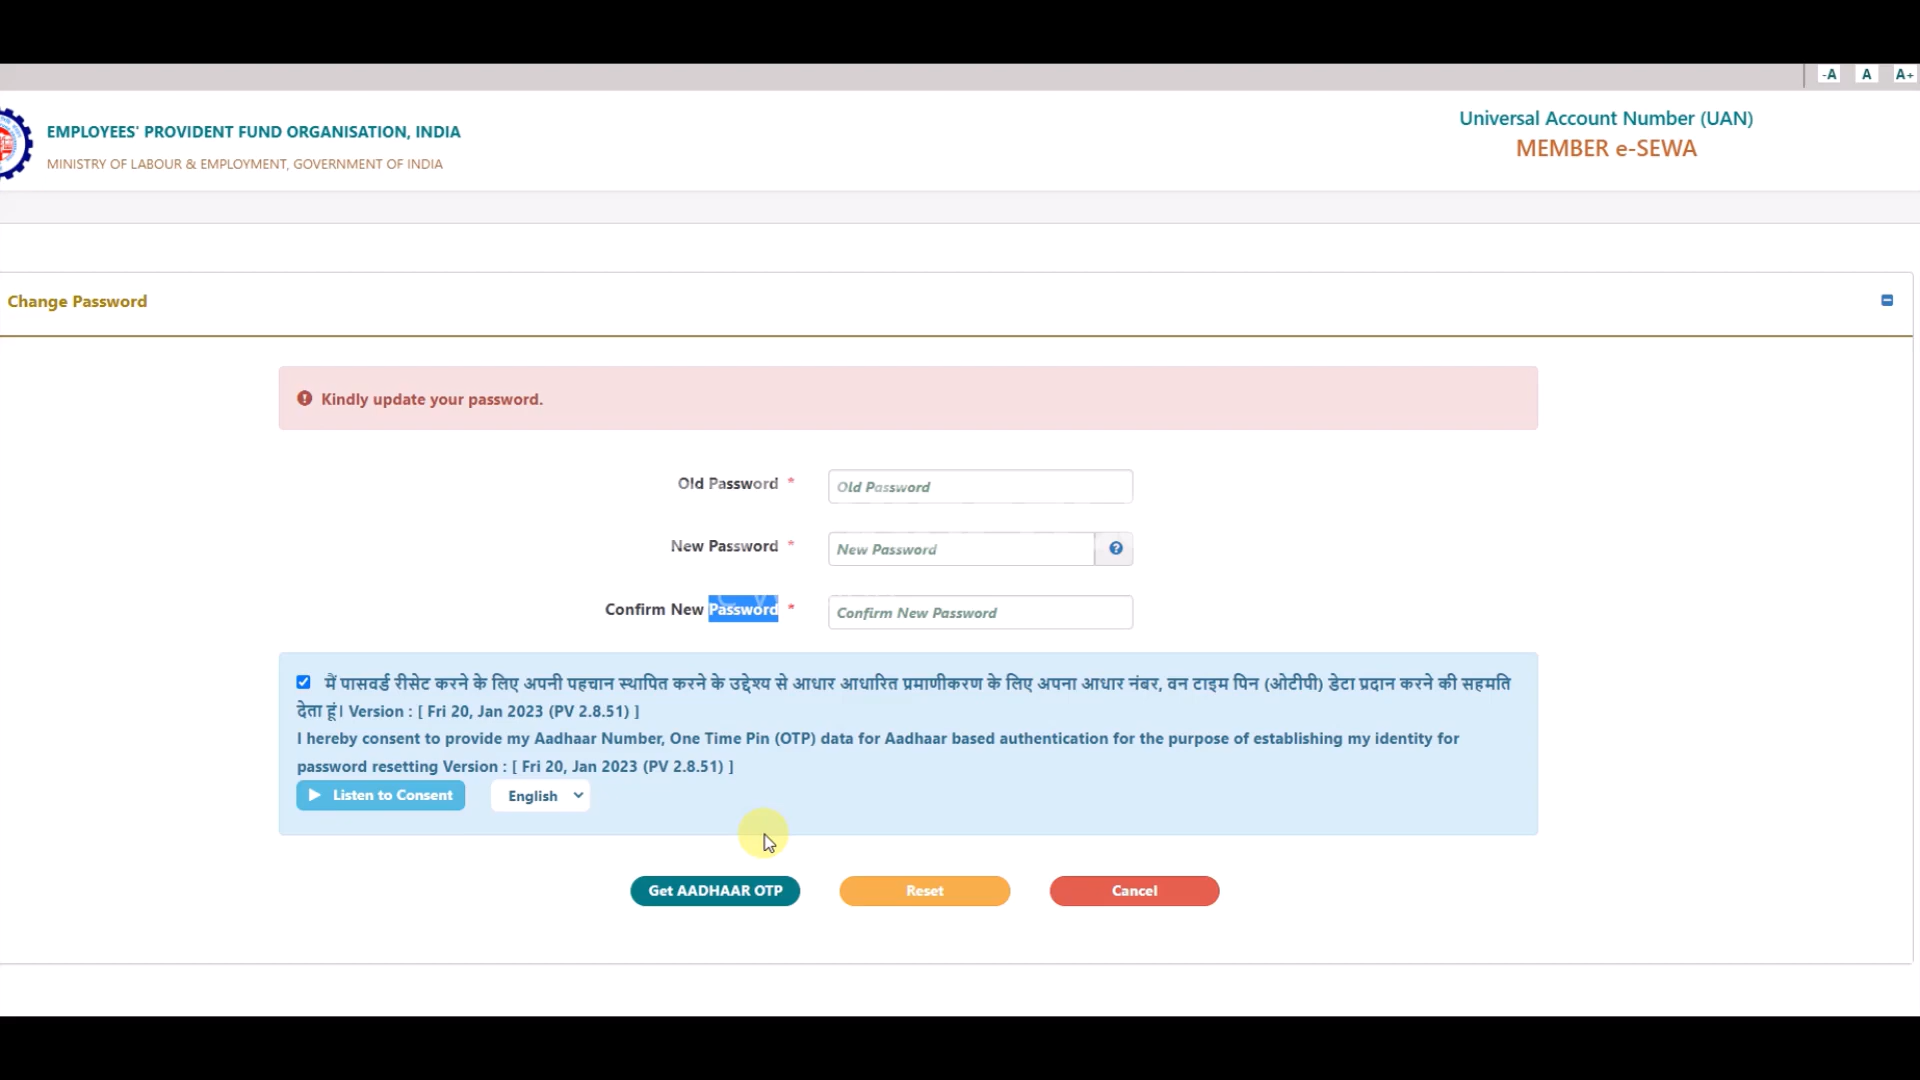 -A A A+
EMPLOYEES' PROVIDENT FUND ORGANISATION, INDIA
MINISTRY OF LABOUR & EMPLOYMENT, GOVERNMENT OF INDIA
Universal Account Number (UAN)
MEMBER e-SEWA
Change Password
Kindly update your password.
Old Password * Old Password
New Password * New Password
Confirm New Password * Confirm New Password
मैं पासवर्ड रीसेट करने के लिए अपनी पहचान स्थापित करने के उद्देश्य से आधार आधारित प्रमाणीकरण के लिए अपना आधार नंबर, वन टाइम पिन (ओटीपी) डेटा प्रदान करने की सहमति
देता हूं। Version : [ Fri 20, Jan 2023 (PV 2.8.51) ]
I hereby consent to provide my Aadhaar Number, One Time Pin (OTP) data for Aadhaar based authentication for the purpose of establishing my identity for
password resetting Version : [ Fri 20, Jan 2023 (PV 2.8.51) ]
Listen to Consent English
Get AADHAAR OTP Reset Cancel